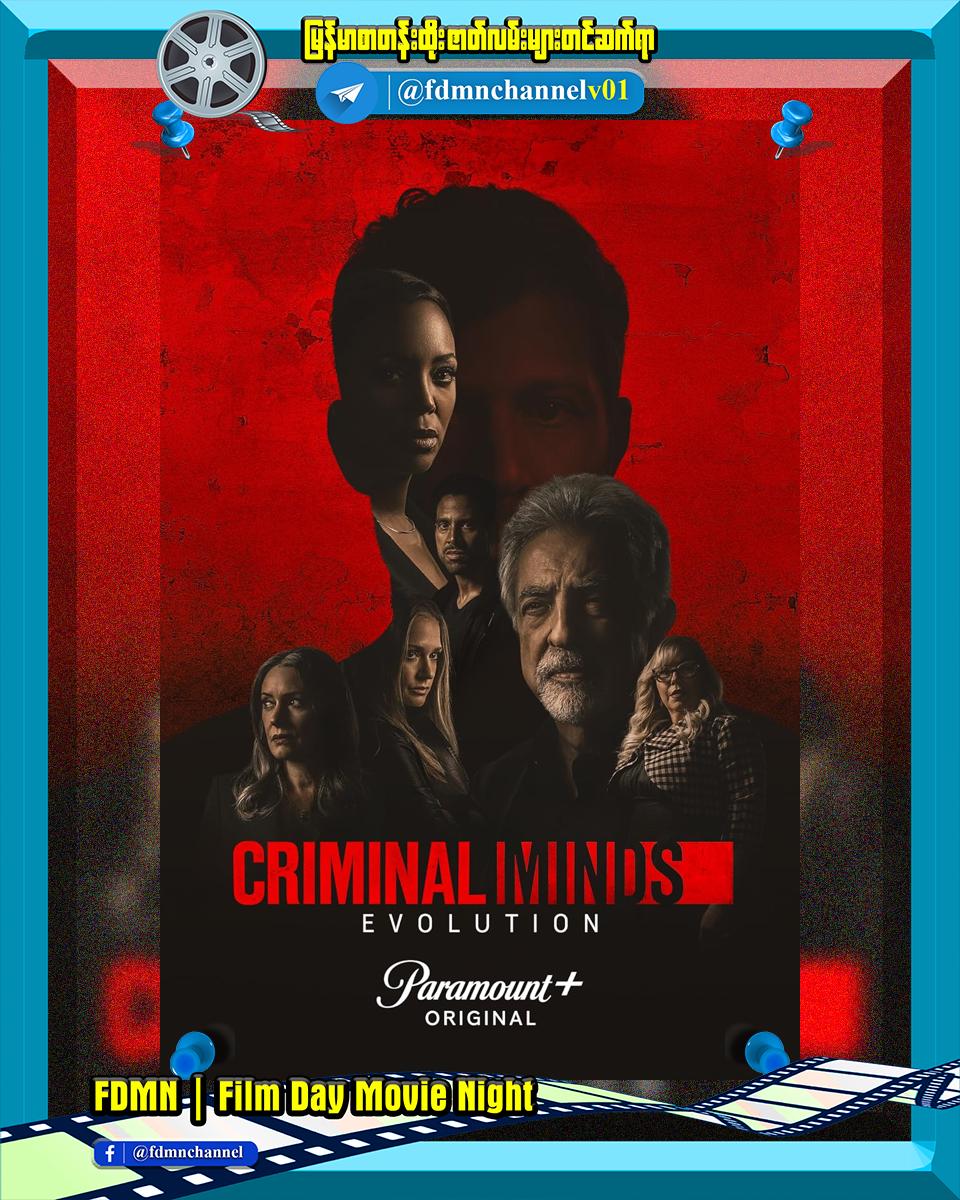 မြန်မာစာတန်းထိုးဇာတ်လမ်းများတင်ဆက်ရာ
@fdmnchannelv01
CRIMINAL MINDS
EVOLUTION
Paramount+
ORIGINAL
FDMN | Film Day Movie Night
f @fdmnchannel